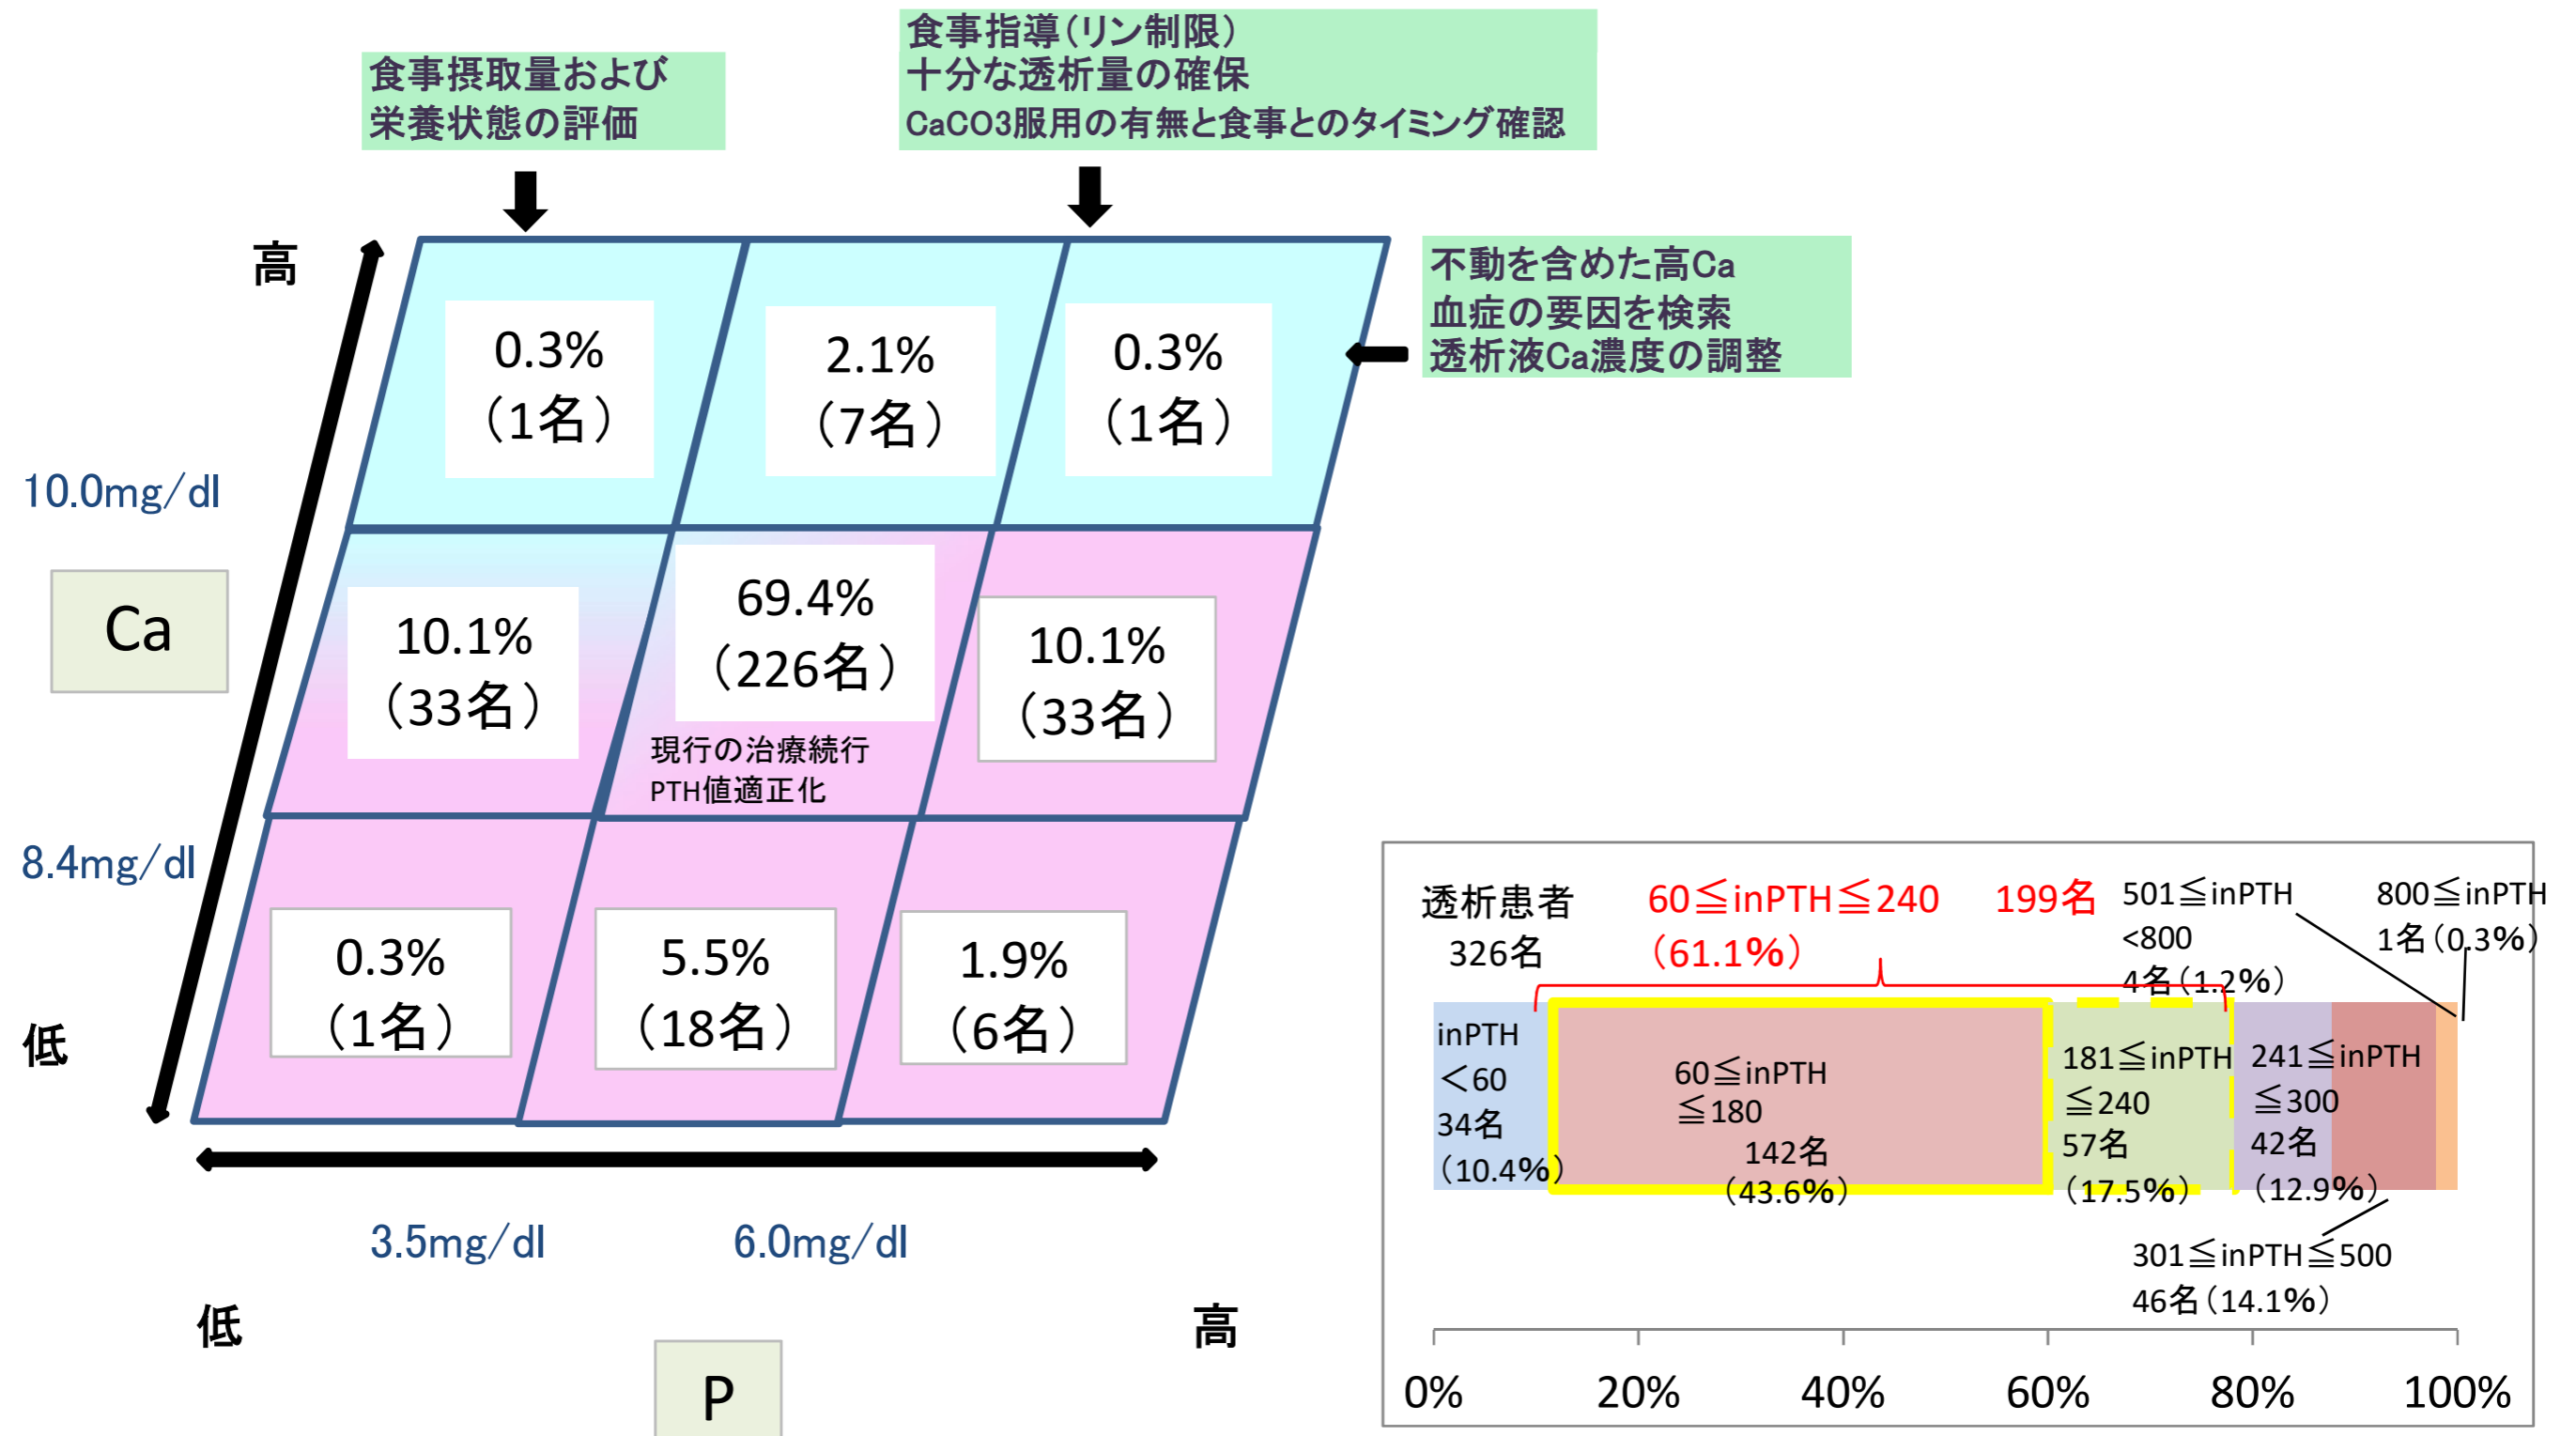 食事摂取量および
栄養状態の評価
食事指導（リン制限）
十分な透析量の確保
CaCO3服用の有無と食事とのタイミング確認
不動を含めた高Ca
血症の要因を検索
透析液Ca濃度の調整
高
10.0mg/dl
Ca
8.4mg/dl
低
0.3%
（1名）
2.1%
（7名）
0.3%
（1名）
10.1%
（33名）
69.4%
（226名）
現行の治療続行
PTH値適正化
10.1%
（33名）
0.3%
（1名）
5.5%
（18名）
1.9%
（6名）
3.5mg/dl
6.0mg/dl
低
高
P
透析患者
326名
60≦inPTH≦240 199名
（61.1%）
501≦inPTH
<800
4名（1.2%）
800≦inPTH
1名（0.3%）
inPTH
＜60
34名
（10.4%）
60≦inPTH
≦180
142名
（43.6%）
181≦inPTH
≦240
57名
（17.5%）
241≦inPTH
≦300
42名
（12.9%）
301≦inPTH≦500
46名（14.1%）
0%
20%
40%
60%
80%
100%